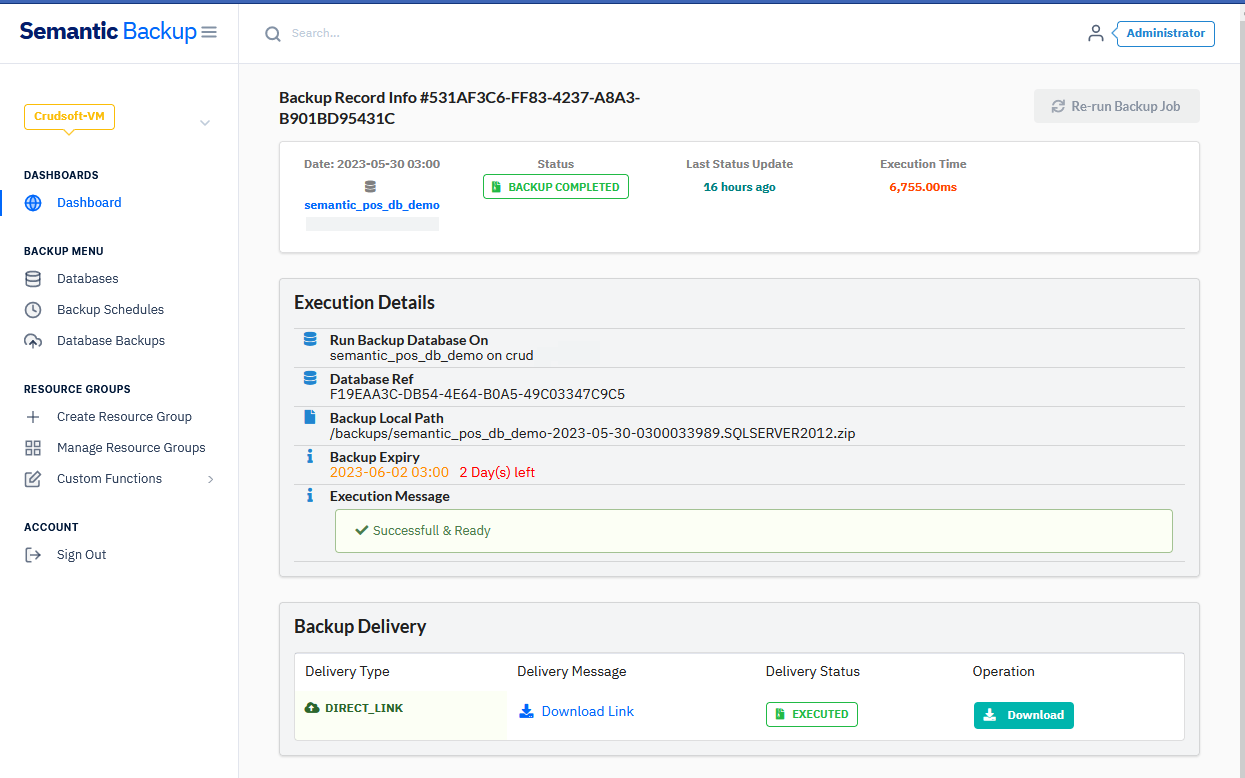 Semantic Backup
Search...
Administrator
Crudsoft-VM
DASHBOARDS
Dashboard
BACKUP MENU
Databases
Backup Schedules
Database Backups
RESOURCE GROUPS
Create Resource Group
Manage Resource Groups
Custom Functions
ACCOUNT
Sign Out
Backup Record Info #531AF3C6-FF83-4237-A8A3-
B901BD95431C
Re-run Backup Job
Date: 2023-05-30 03:00
semantic_pos_db_demo
Status
BACKUP COMPLETED
Last Status Update
16 hours ago
Execution Time
6,755.00ms
Execution Details
Run Backup Database On
semantic_pos_db_demo on crud
Database Ref
F19EAA3C-DB54-4E64-B0A5-49C03347C9C5
Backup Local Path
/backups/semantic_pos_db_demo-2023-05-30-0300033989.SQLSERVER2012.zip
Backup Expiry
2023-06-02 03:00 2 Day(s) left
Execution Message
Successfull & Ready
Backup Delivery
Delivery Type Delivery Message Delivery Status Operation
DIRECT_LINK Download Link EXECUTED Download